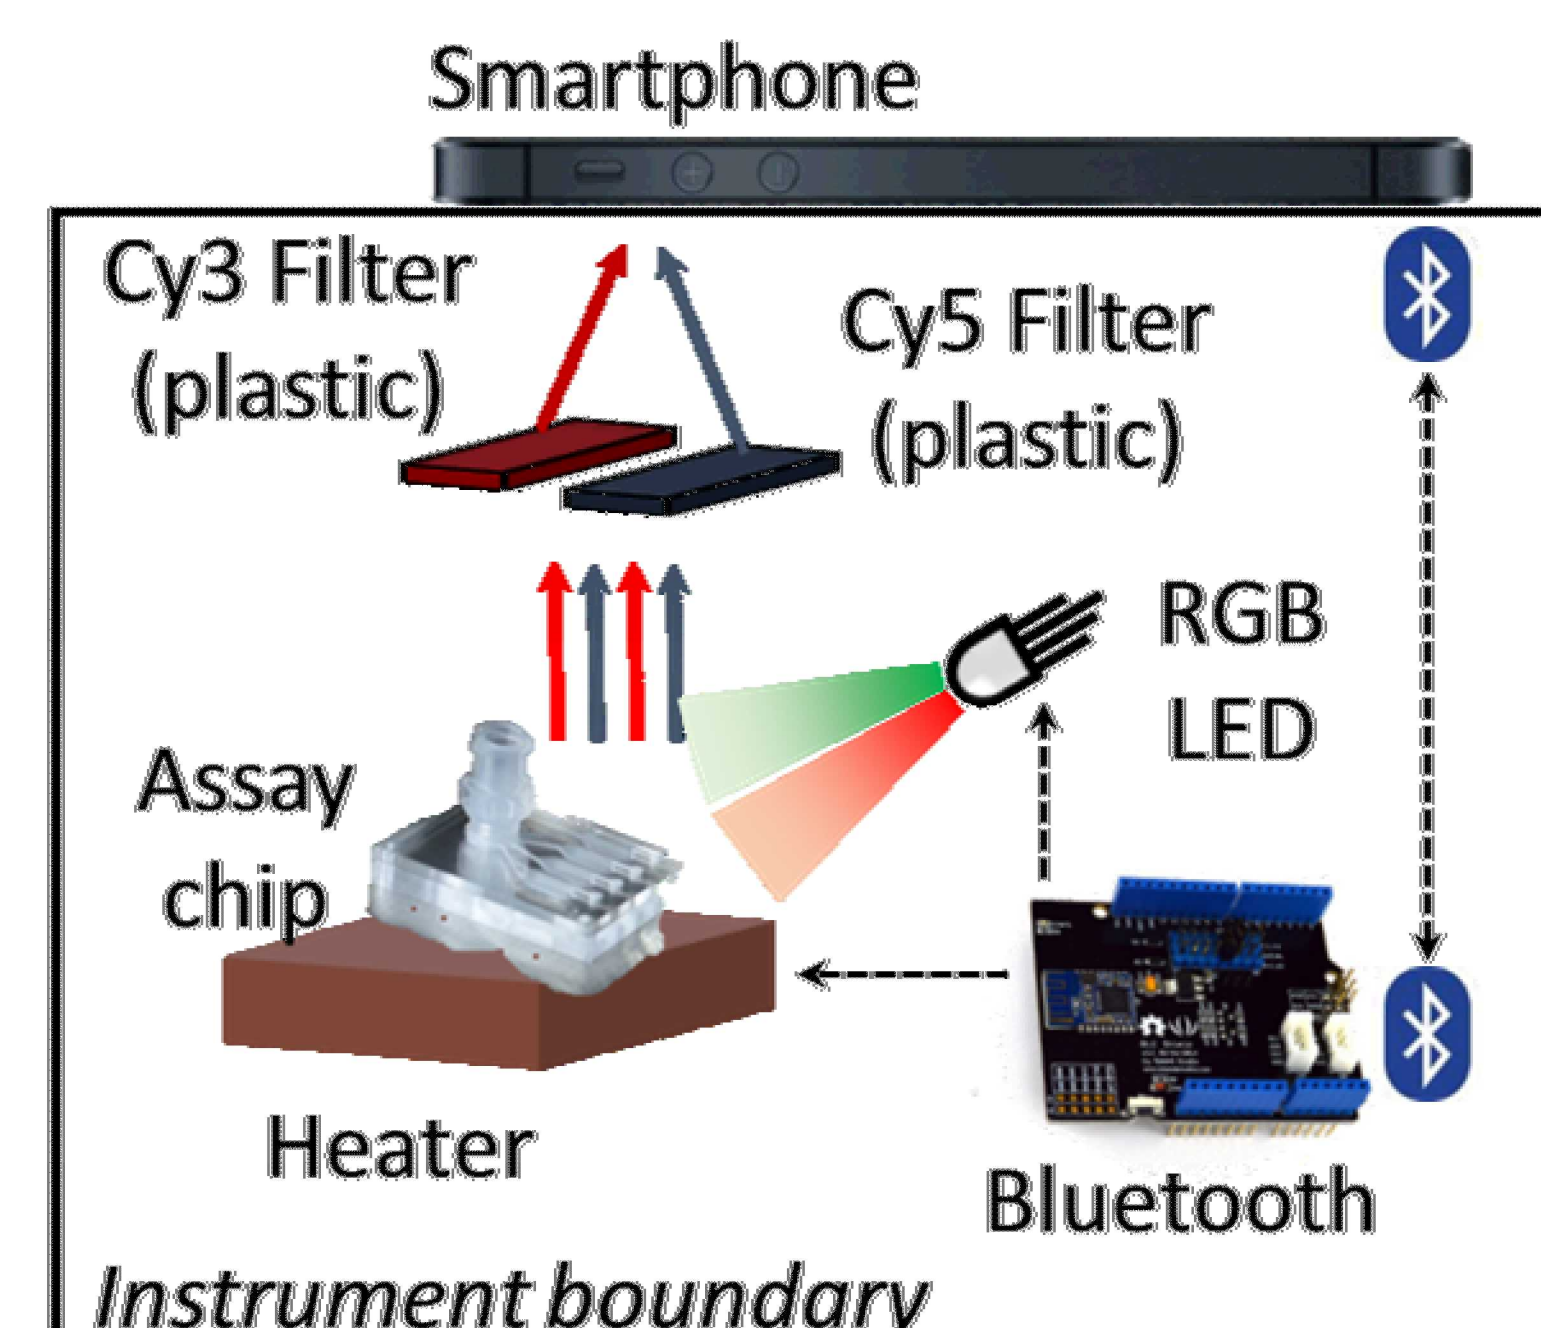 Smartphone
Cy3 Filter
(plastic)
Cy5 Filter
(plastic)
RGB
LED
Assay
chip
Heater
Bluetooth
Instrument boundary